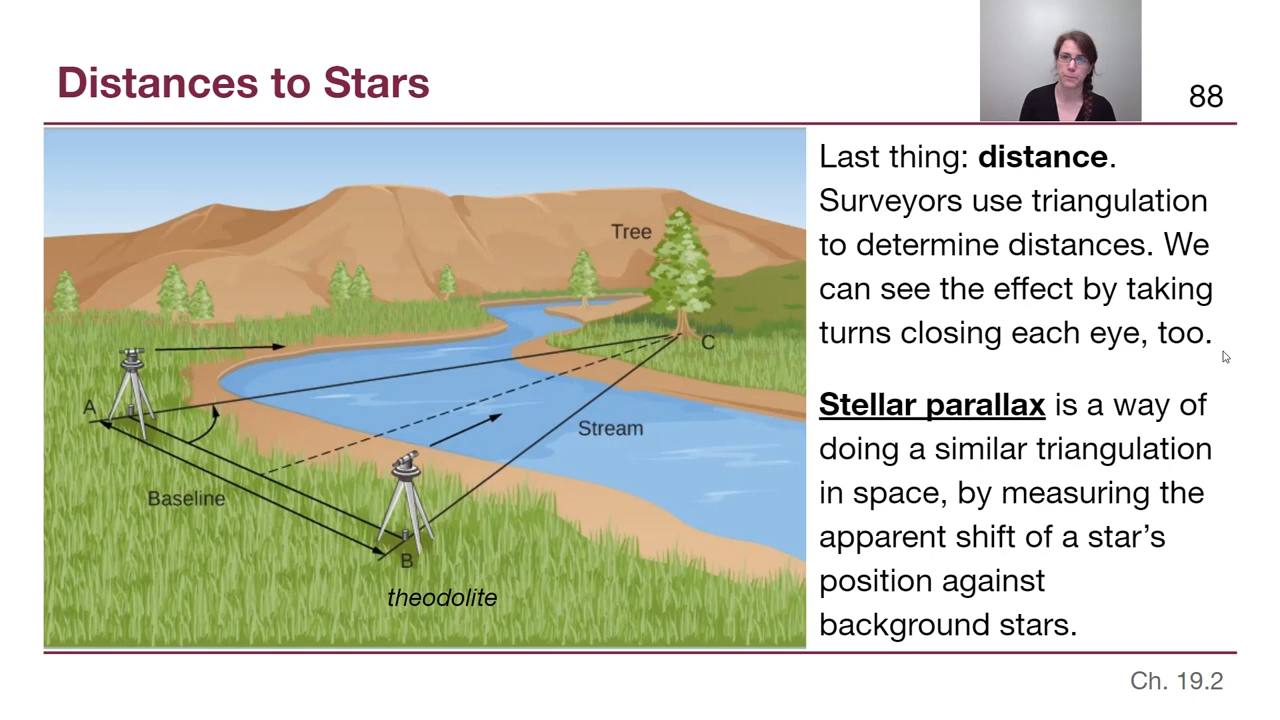 Distances to Stars
88
Tree
C
A
Stream
Baseline
B
theodolite
Last thing: distance.
Surveyors use triangulation
to determine distances. We
can see the effect by taking
turns closing each eye, too.
Stellar parallax is a way of
doing a similar triangulation
in space, by measuring the
apparent shift of a star’s
position against
background stars.
Ch. 19.2